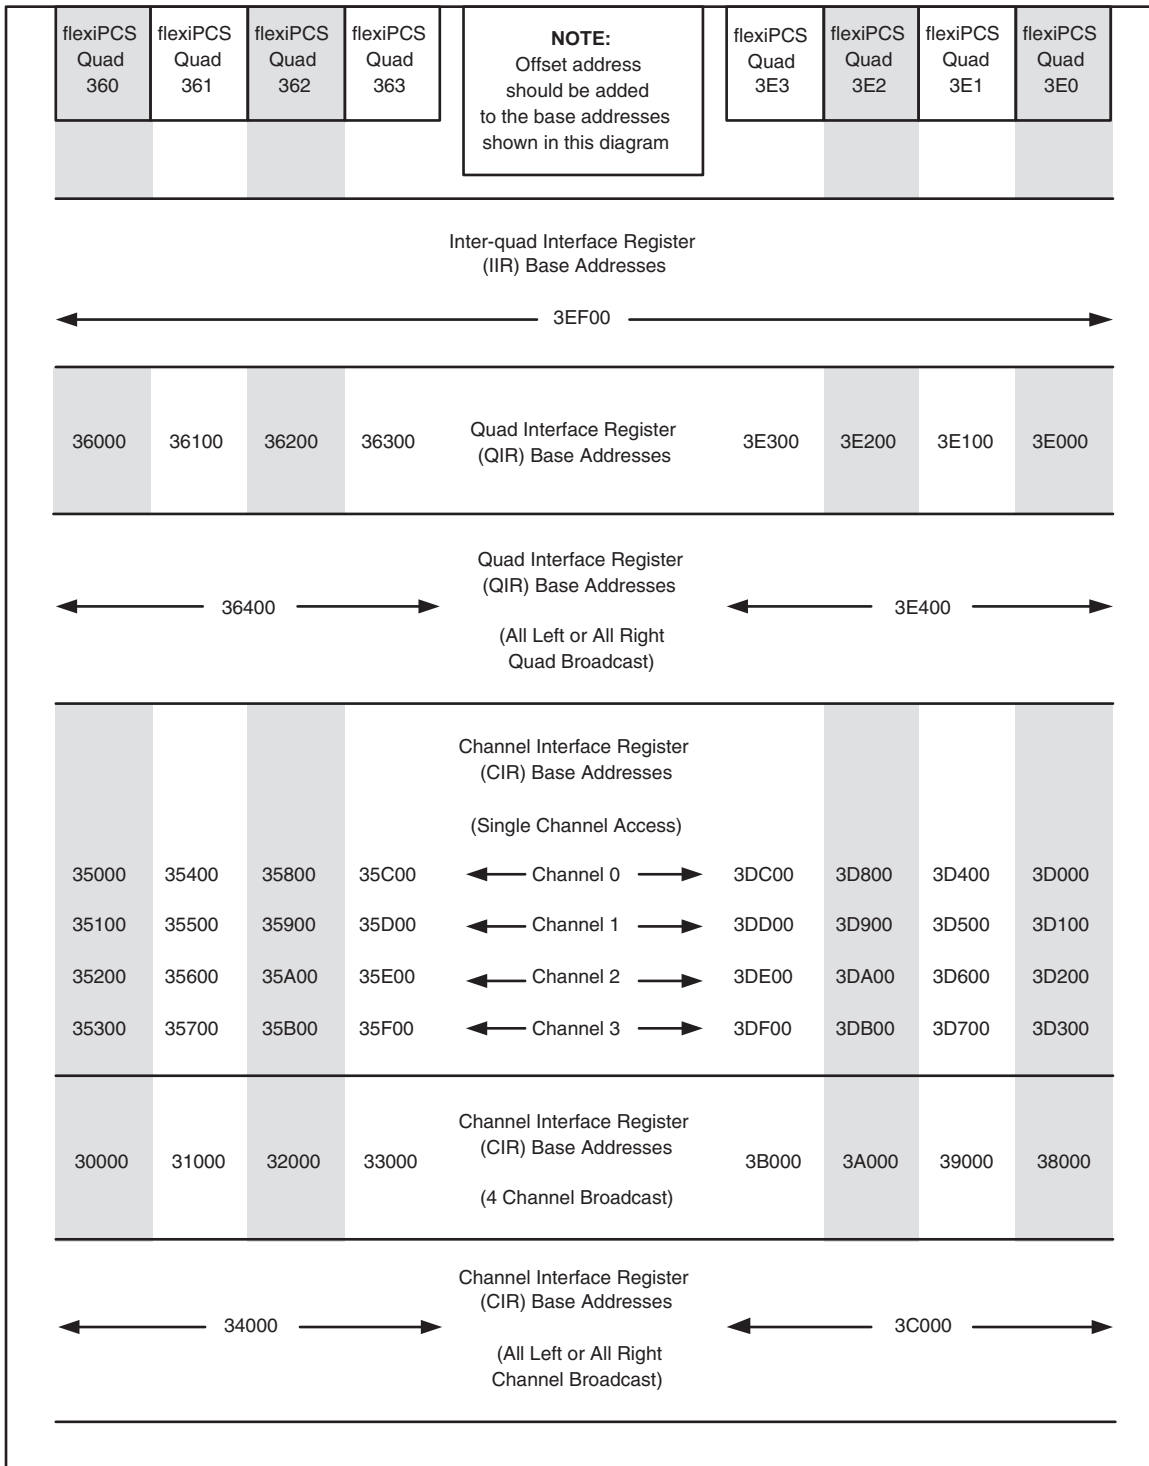 flexiPCS Quad 360
flexiPCS Quad 361
flexiPCS Quad 362
flexiPCS Quad 363
NOTE:
Offset address
should be added
to the base addresses
shown in this diagram
flexiPCS Quad 3E3
flexiPCS Quad 3E2
flexiPCS Quad 3E1
flexiPCS Quad 3E0
Inter-quad Interface Register
(IIR) Base Addresses
3EF00
36000 36100 36200 36300
Quad Interface Register
(QIR) Base Addresses
3E300 3E200 3E100 3E000
Quad Interface Register
(QIR) Base Addresses
36400 3E400
(All Left or All Right
Quad Broadcast)
Channel Interface Register
(CIR) Base Addresses
(Single Channel Access)
35000 35400 35800 35C00 Channel 0 3DC00 3D800 3D400 3D000
35100 35500 35900 35D00 Channel 1 3DD00 3D900 3D500 3D100
35200 35600 35A00 35E00 Channel 2 3DE00 3DA00 3D600 3D200
35300 35700 35B00 35F00 Channel 3 3DF00 3DB00 3D700 3D300
Channel Interface Register
(CIR) Base Addresses
30000 31000 32000 33000 3B000 3A000 39000 38000
(4 Channel Broadcast)
Channel Interface Register
(CIR) Base Addresses
34000 3C000
(All Left or All Right
Channel Broadcast)